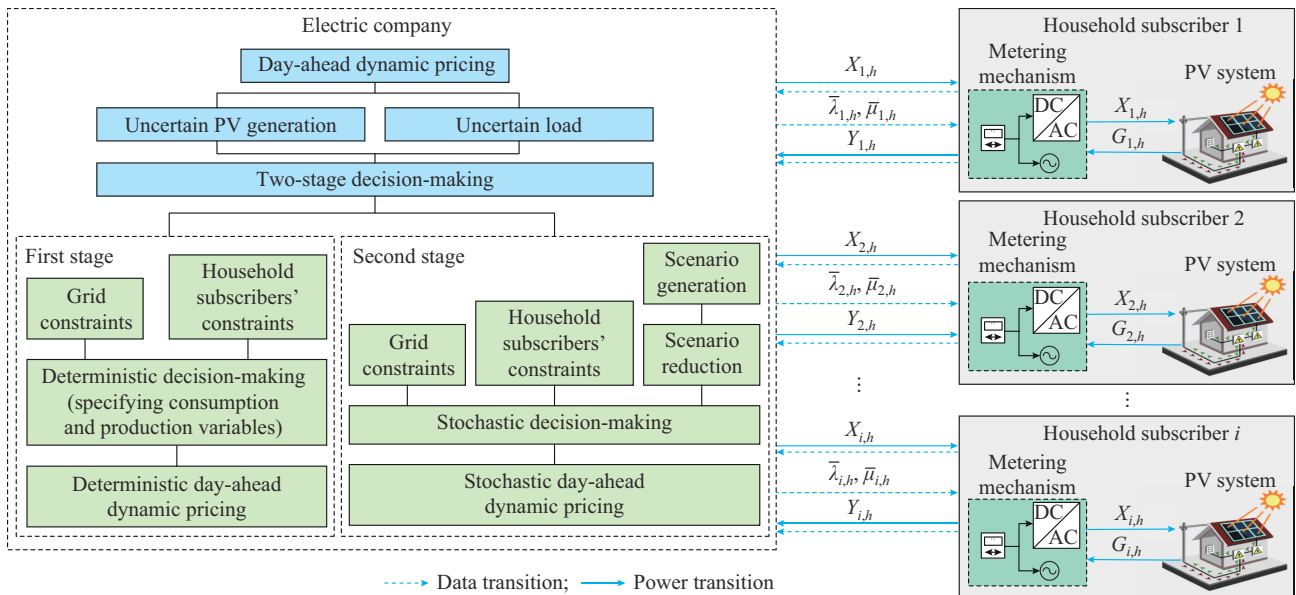 Electric company
Day-ahead dynamic pricing
Uncertain PV generation
Uncertain load
Two-stage decision-making
First stage
Grid
constraints
Household
subscribers'
constraints
Deterministic decision-making
(specifying consumption
and production variables)
Deterministic day-ahead
dynamic pricing
Second stage
Grid
constraints
Household
subscribers'
constraints
Scenario
generation
Scenario
reduction
Stochastic decision-making
Stochastic day-ahead
dynamic pricing
X1,h
λ̅1,h, μ̅1,h
Y1,h
X2,h
λ̅2,h, μ̅2,h
Y2,h
⋮
Xi,h
λ̅i,h, μ̅i,h
Yi,h
Household subscriber 1
Metering
mechanism
PV system
DC
AC
X1,h
G1,h
Household subscriber 2
Metering
mechanism
PV system
DC
AC
X2,h
G2,h
⋮
Household subscriber i
Metering
mechanism
PV system
DC
AC
Xi,h
Gi,h
Data transition; Power transition